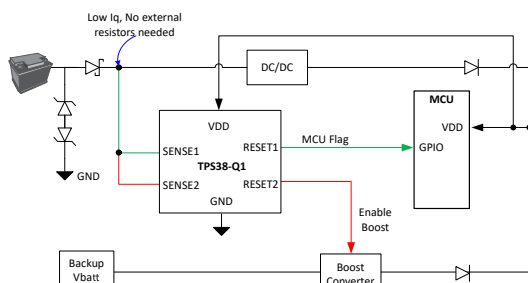 Low Iq, No external
resistors needed
DC/DC
MCU
VDD
VDD
SENSE1
RESET1
MCU Flag
GPIO
TPS38-Q1
SENSE2
RESET2
GND
GND
Enable
Boost
Backup
Vbatt
Boost
Converter